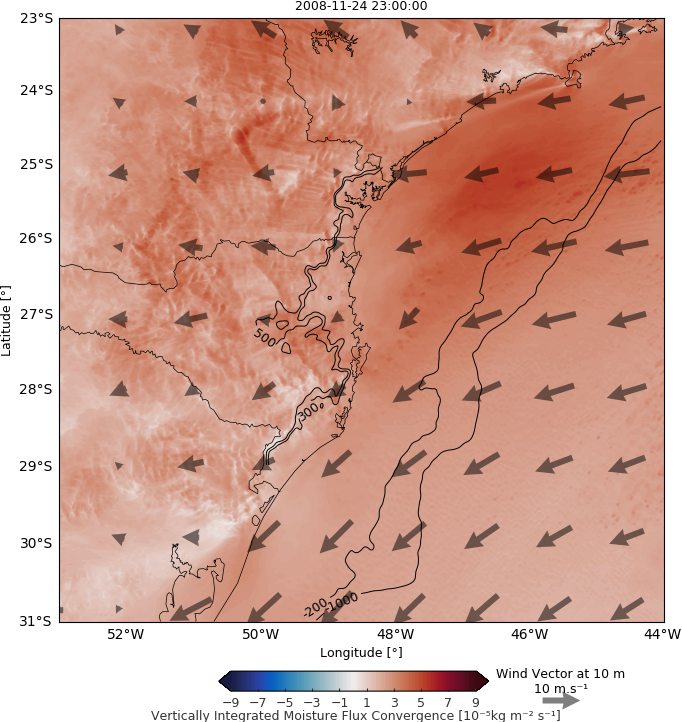 2008-11-24 23:00:00
23°S
24°S
25°S
26°S
27°S
28°S
29°S
30°S
31°S
Latitude [°]
500
300
-200
-1000
52°W
50°W
48°W
46°W
44°W
Longitude [°]
Wind Vector at 10 m
10 m.s⁻¹
−9
−7
−5
−3
−1
1
3
5
7
9
Vertically Integrated Moisture Flux Convergence [10⁻⁵kg m⁻² s⁻¹]